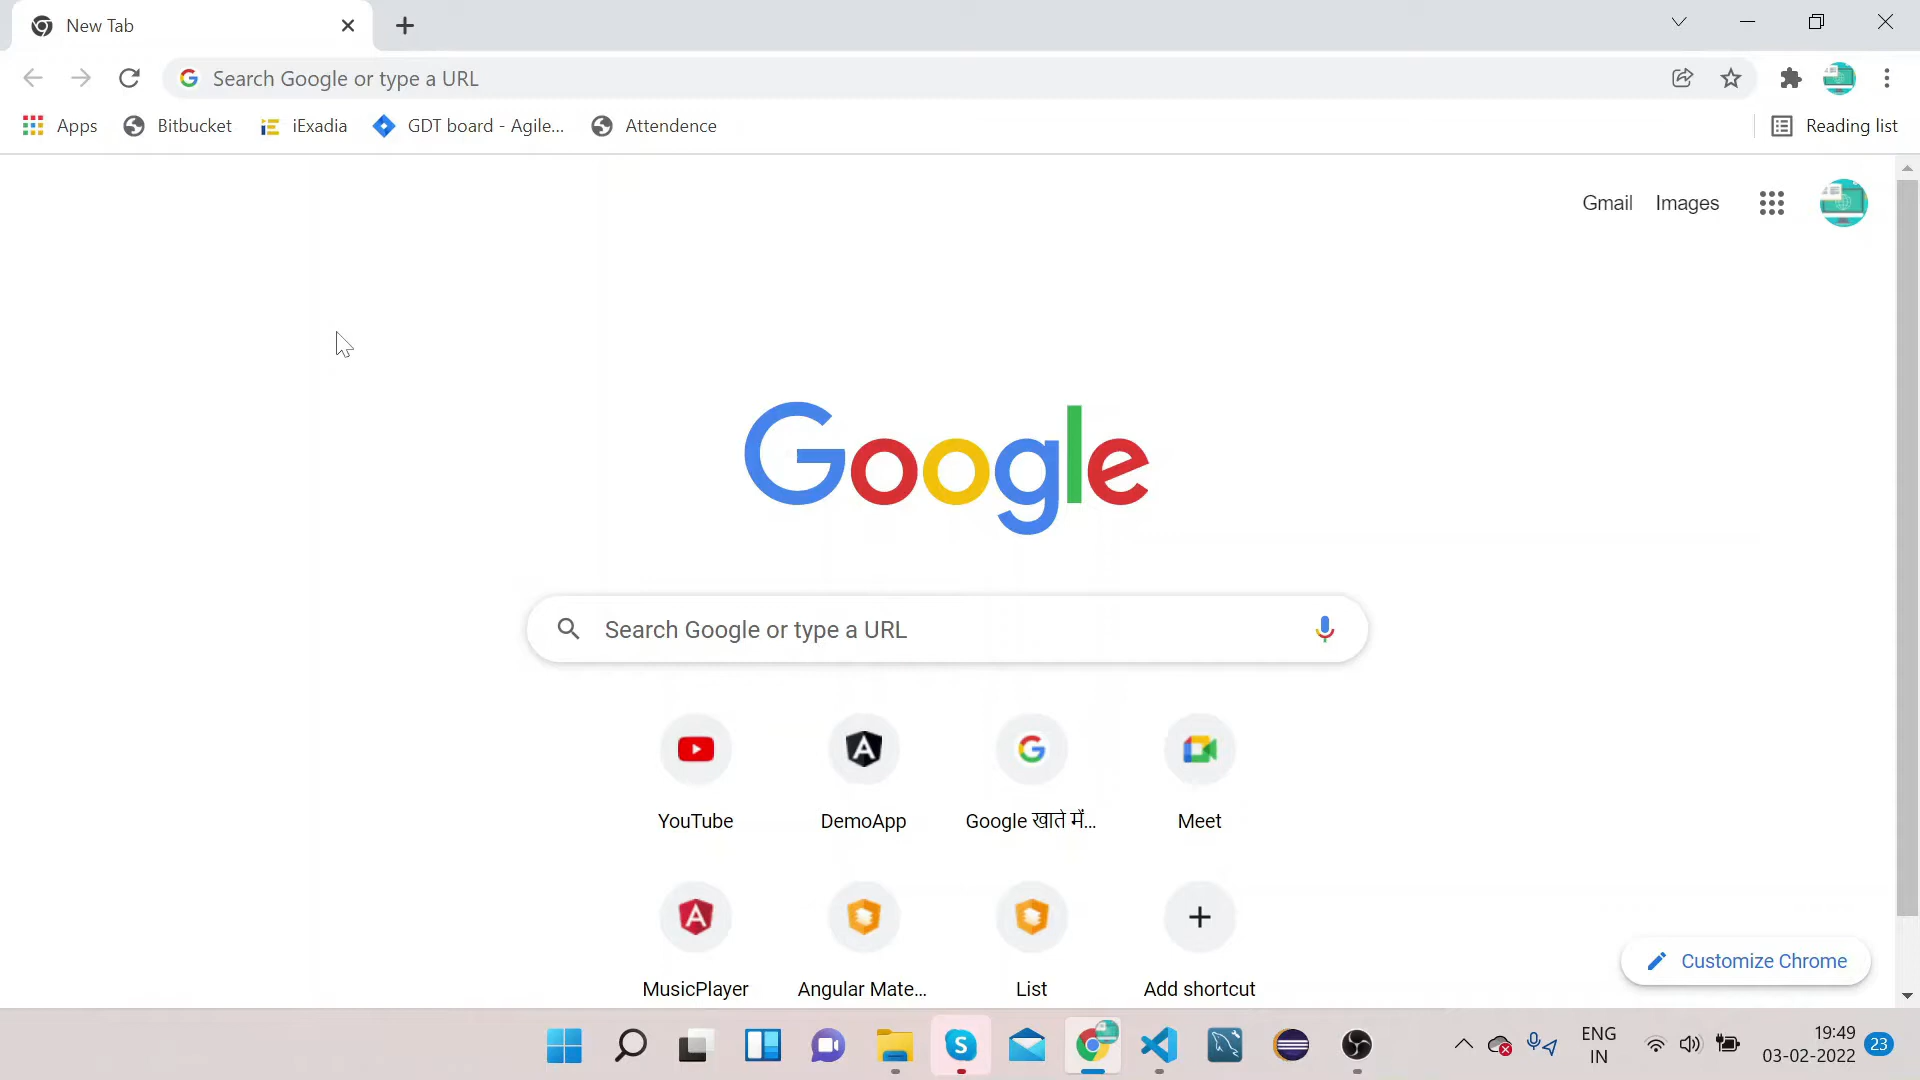 New Tab
Search Google or type a URL
Apps
Bitbucket
iExadia
GDT board - Agile...
Attendence
Reading list
Gmail
Images
Google
Search Google or type a URL
YouTube
DemoApp
Google खाते में...
Meet
MusicPlayer
Angular Mate...
List
Add shortcut
Customize Chrome
ENG
IN
19:49
03-02-2022
23